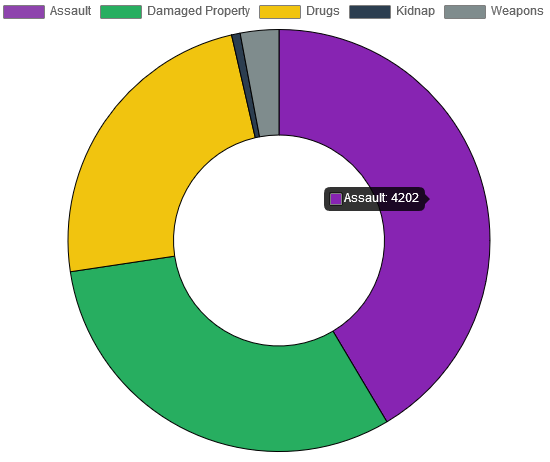 Assault Damaged Property Drugs Kidnap Weapons
Assault: 4202